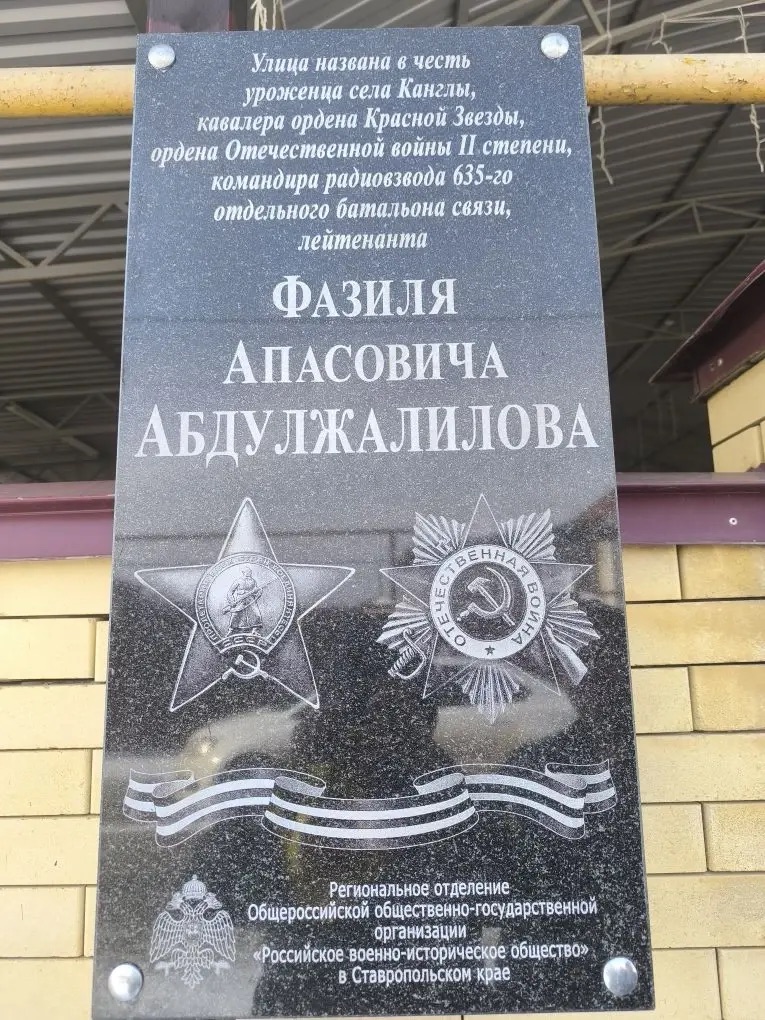 Улица названа в честь
уроженца села Канглы,
кавалера ордена Красной Звезды,
ордена Отечественной войны II степени,
командира радиовзвода 635-го
отдельного батальона связи,
лейтенанта
ФАЗИЛЯ
АПАСОВИЧА
АБДУЛЖАЛИЛОВА
ОТЕЧЕСТВЕННАЯ ВОЙНА
Региональное отделение
Общероссийской общественно-государственной
организации
«Российское военно-историческое общество»
в Ставропольском крае